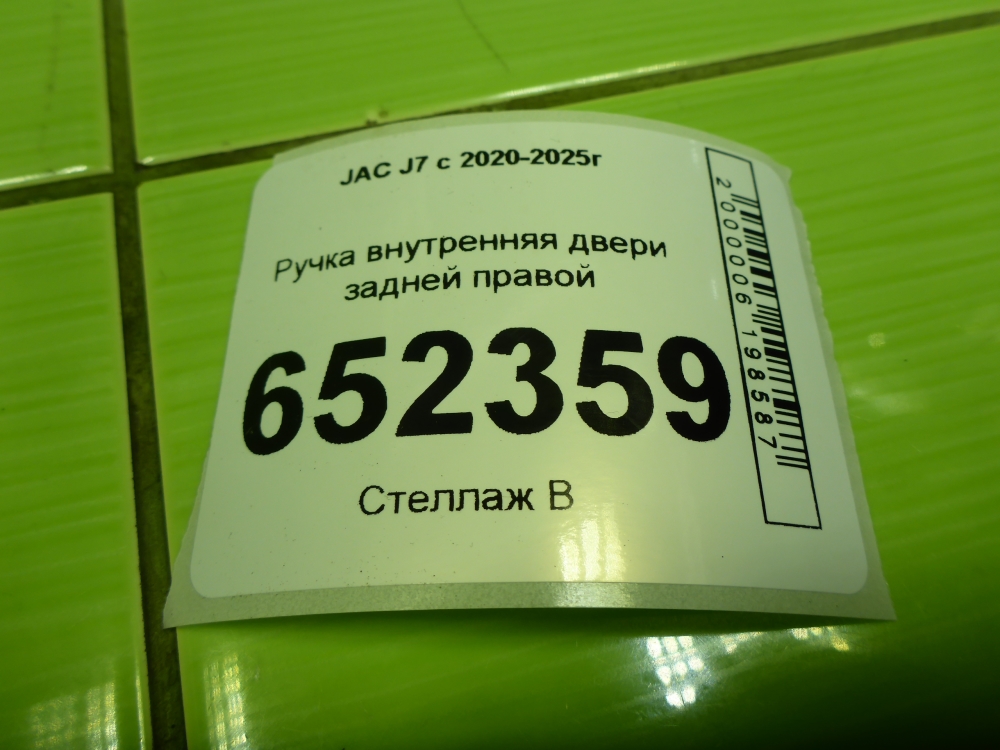 JAC J7 с 2020-2025г
Ручка внутренняя двери
задней правой
652359
Стеллаж В
2000006198587